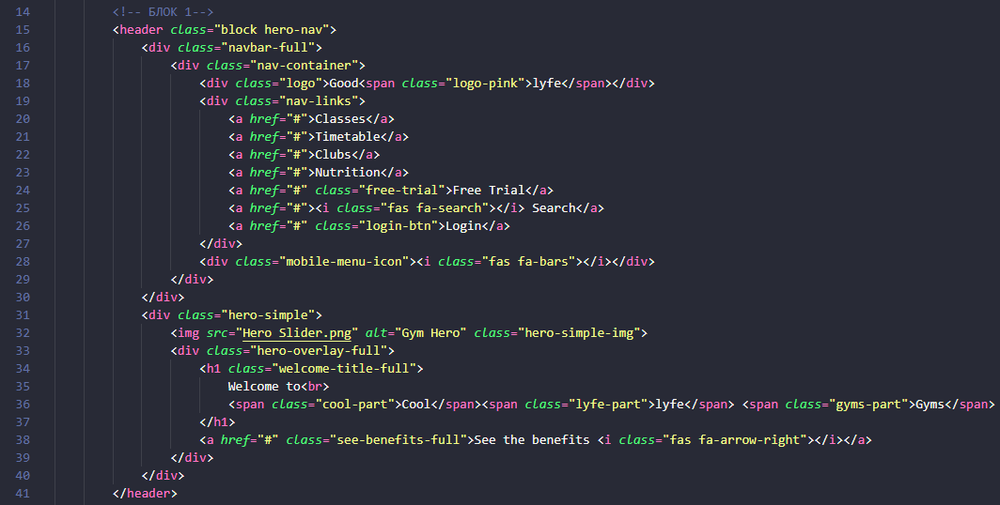 14 <!-- БЛОК 1-->
15 <header class="block hero-nav">
16 <div class="navbar-full">
17 <div class="nav-container">
18 <div class="logo">Good<span class="logo-pink">lyfe</span></div>
19 <div class="nav-links">
20 <a href="#">Classes</a>
21 <a href="#">Timetable</a>
22 <a href="#">Clubs</a>
23 <a href="#">Nutrition</a>
24 <a href="#" class="free-trial">Free Trial</a>
25 <a href="#"><i class="fas fa-search"></i> Search</a>
26 <a href="#" class="login-btn">Login</a>
27 </div>
28 <div class="mobile-menu-icon"><i class="fas fa-bars"></i></div>
29 </div>
30 </div>
31 <div class="hero-simple">
32 <img src="Hero Slider.png" alt="Gym Hero" class="hero-simple-img">
33 <div class="hero-overlay-full">
34 <h1 class="welcome-title-full">
35 Welcome to<br>
36 <span class="cool-part">Cool</span><span class="lyfe-part">lyfe</span> <span class="gyms-part">Gyms</span>
37 </h1>
38 <a href="#" class="see-benefits-full">See the benefits <i class="fas fa-arrow-right"></i></a>
39 </div>
40 </div>
41 </header>